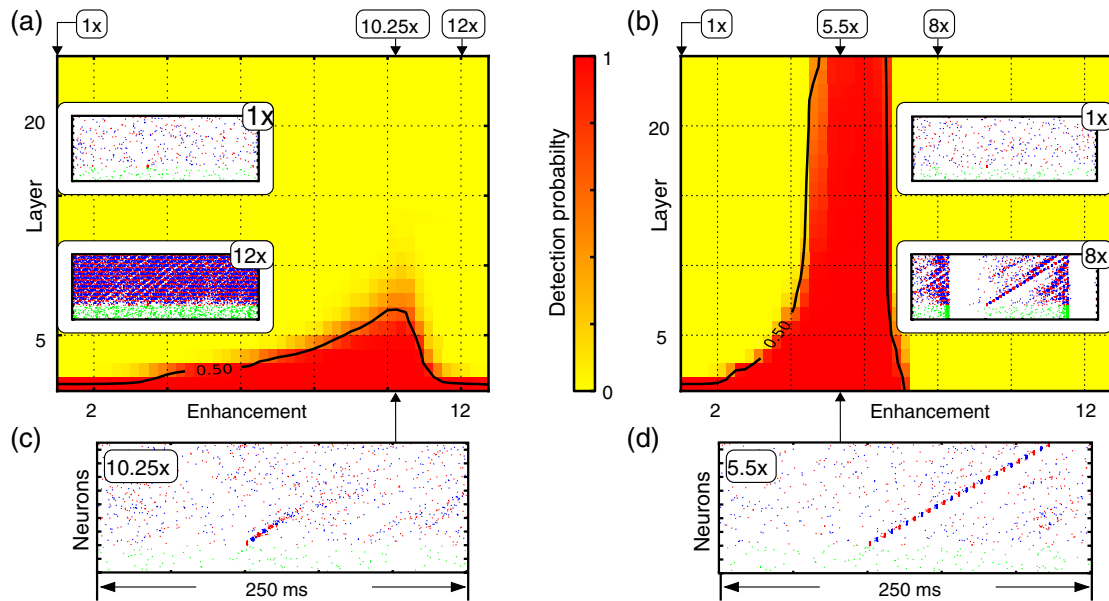 (a)
1x
10.25x
12x
(b)
1x
5.5x
8x
Layer
20
5
1x
12x
0.50
2
Enhancement
12
Detection probabilty
1
0
Layer
20
5
1x
8x
0.50
2
Enhancement
12
(c)
Neurons
10.25x
250 ms
(d)
Neurons
5.5x
250 ms